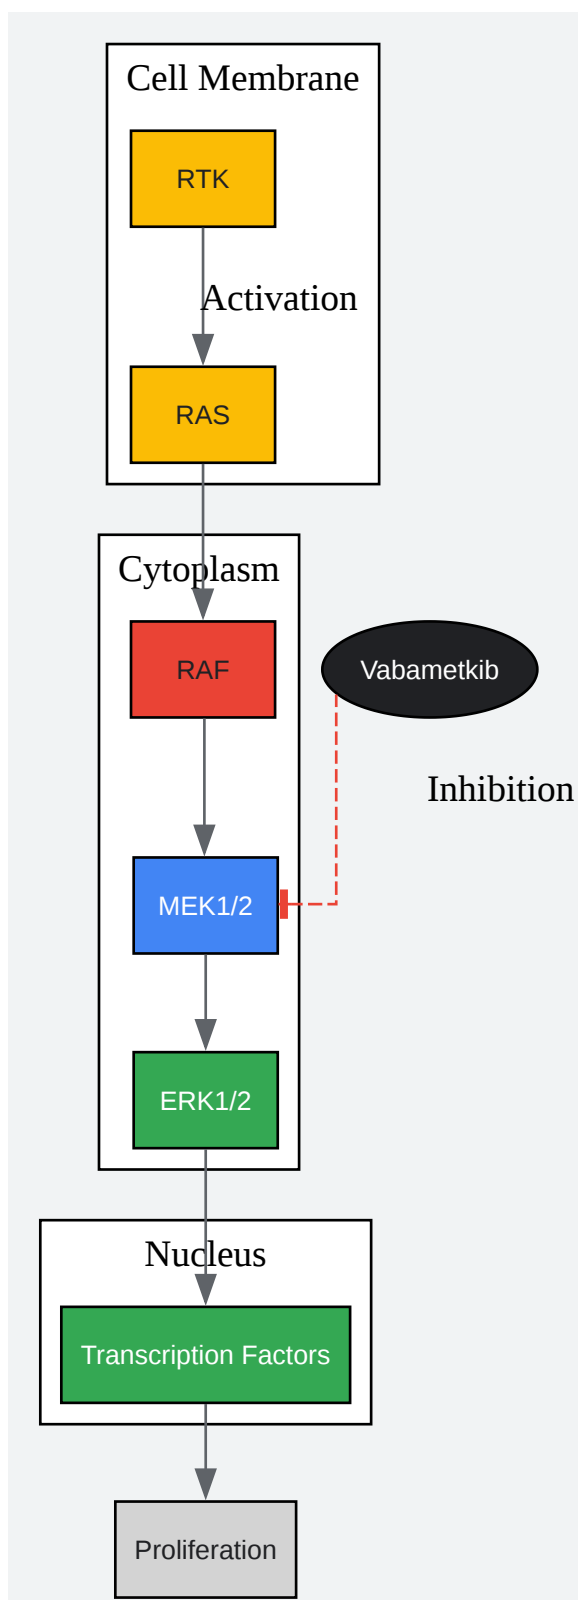 Cell Membrane
RTK
Activation
RAS
Cytoplasm
RAF
Vabametkib
Inhibition
MEK1/2
ERK1/2
Nucleus
Transcription Factors
Proliferation